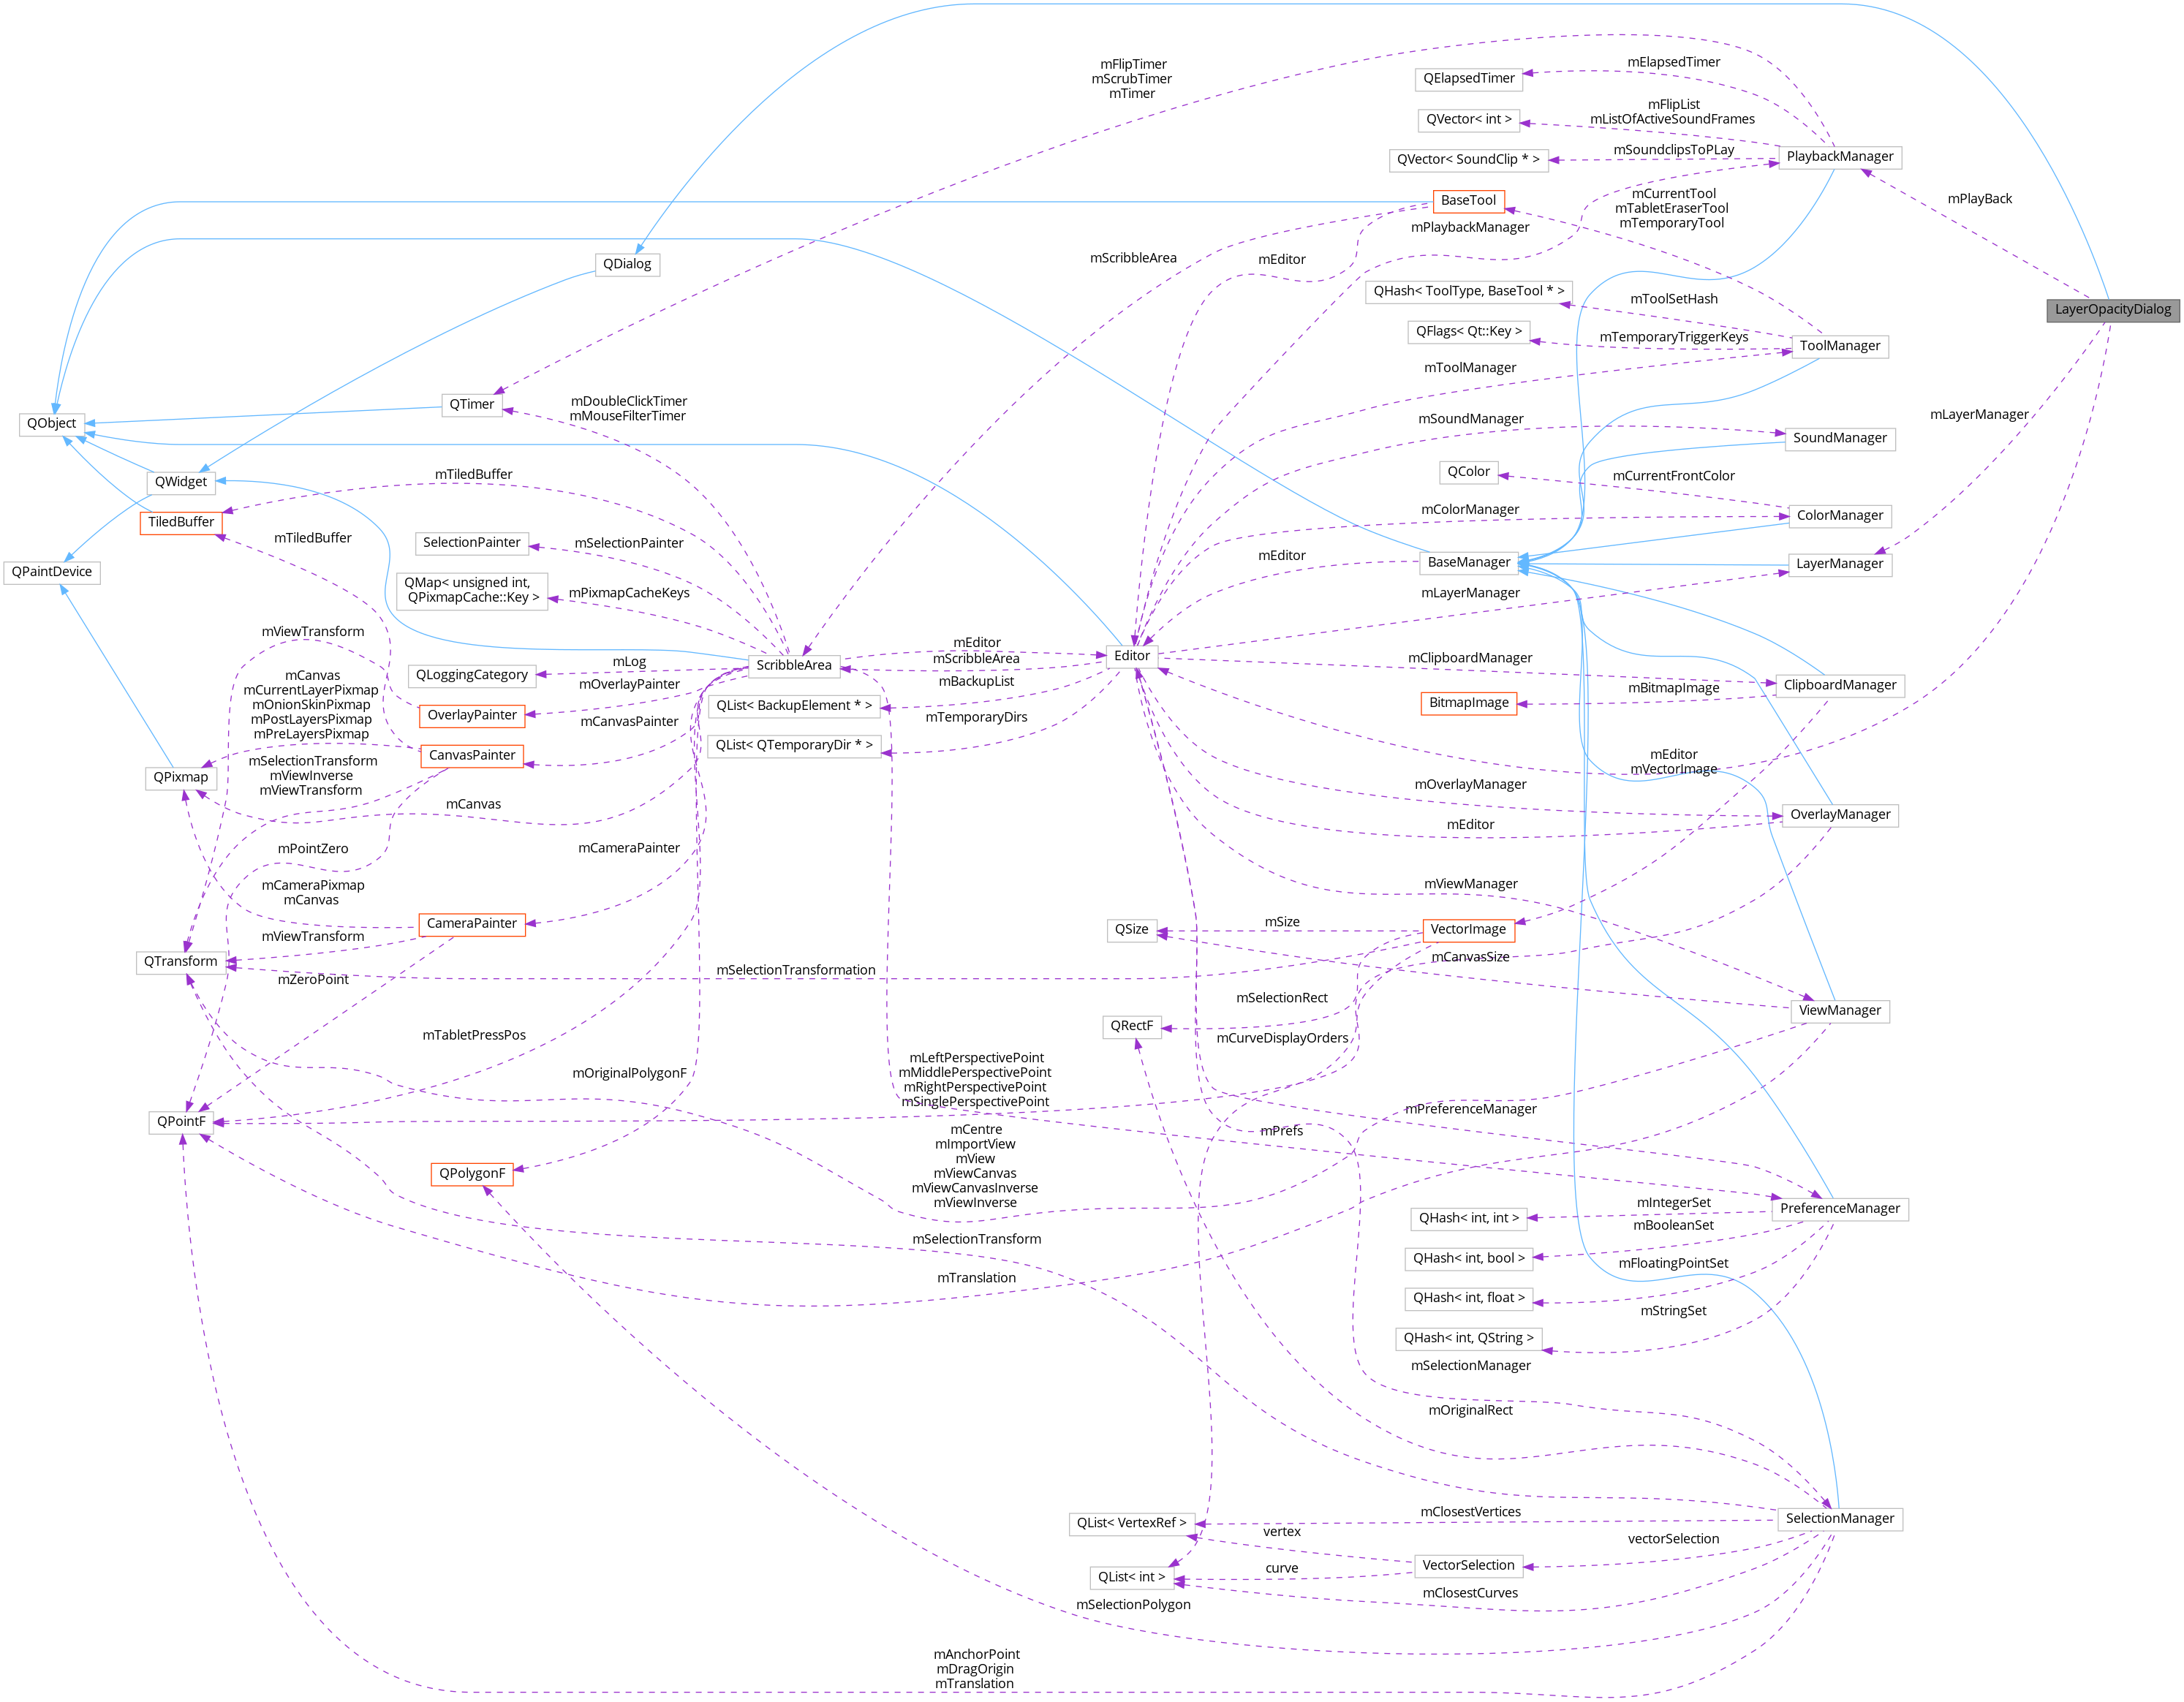 mFlipTimer
mScrubTimer
mTimer
mElapsedTimer
QElapsedTimer
mFlipList
mListOfActiveSoundFrames
QVector< int >
mSoundclipsToPLay
QVector< SoundClip * >
PlaybackManager
mPlayBack
BaseTool
mCurrentTool
mTabletEraserTool
mTemporaryTool
mPlaybackManager
mScribbleArea
mEditor
QDialog
QHash< ToolType, BaseTool * >
mToolSetHash
LayerOpacityDialog
QFlags< Qt::Key >
mTemporaryTriggerKeys
ToolManager
mToolManager
QTimer
mDoubleClickTimer
mMouseFilterTimer
QObject
mSoundManager
SoundManager
mLayerManager
QWidget
mTiledBuffer
QColor
mCurrentFrontColor
TiledBuffer
mTiledBuffer
mColorManager
ColorManager
SelectionPainter
mSelectionPainter
mEditor
BaseManager
LayerManager
QPaintDevice
QMap< unsigned int,
QPixmapCache::Key >
mPixmapCacheKeys
mLayerManager
mViewTransform
mEditor
mScribbleArea
ScribbleArea
Editor
mLog
QLoggingCategory
mClipboardManager
ClipboardManager
mCanvas
mCurrentLayerPixmap
mOnionSkinPixmap
mPostLayersPixmap
mPreLayersPixmap
mOverlayPainter
OverlayPainter
mBackupList
QList< BackupElement * >
mBitmapImage
BitmapImage
mCanvasPainter
mTemporaryDirs
QList< QTemporaryDir * >
CanvasPainter
mEditor
mVectorImage
QPixmap
mSelectionTransform
mViewInverse
mViewTransform
mCanvas
mOverlayManager
OverlayManager
mEditor
mPointZero
mCameraPainter
mCameraPixmap
mCanvas
mViewManager
CameraPainter
mSize
QSize
VectorImage
mViewTransform
QTransform
mZeroPoint
mSelectionTransformation
mCanvasSize
mSelectionRect
QRectF
ViewManager
mTabletPressPos
mCurveDisplayOrders
mOriginalPolygonF
mLeftPerspectivePoint
mMiddlePerspectivePoint
mRightPerspectivePoint
mSinglePerspectivePoint
QPointF
mPreferenceManager
mPrefs
mCentre
mImportView
mView
mViewCanvas
mViewCanvasInverse
mViewInverse
QPolygonF
mIntegerSet
PreferenceManager
QHash< int, int >
mBooleanSet
mSelectionTransform
QHash< int, bool >
mFloatingPointSet
mTranslation
QHash< int, float >
mStringSet
QHash< int, QString >
mSelectionManager
mOriginalRect
mClosestVertices
SelectionManager
QList< VertexRef >
vertex
vectorSelection
VectorSelection
QList< int >
curve
mClosestCurves
mSelectionPolygon
mAnchorPoint
mDragOrigin
mTranslation